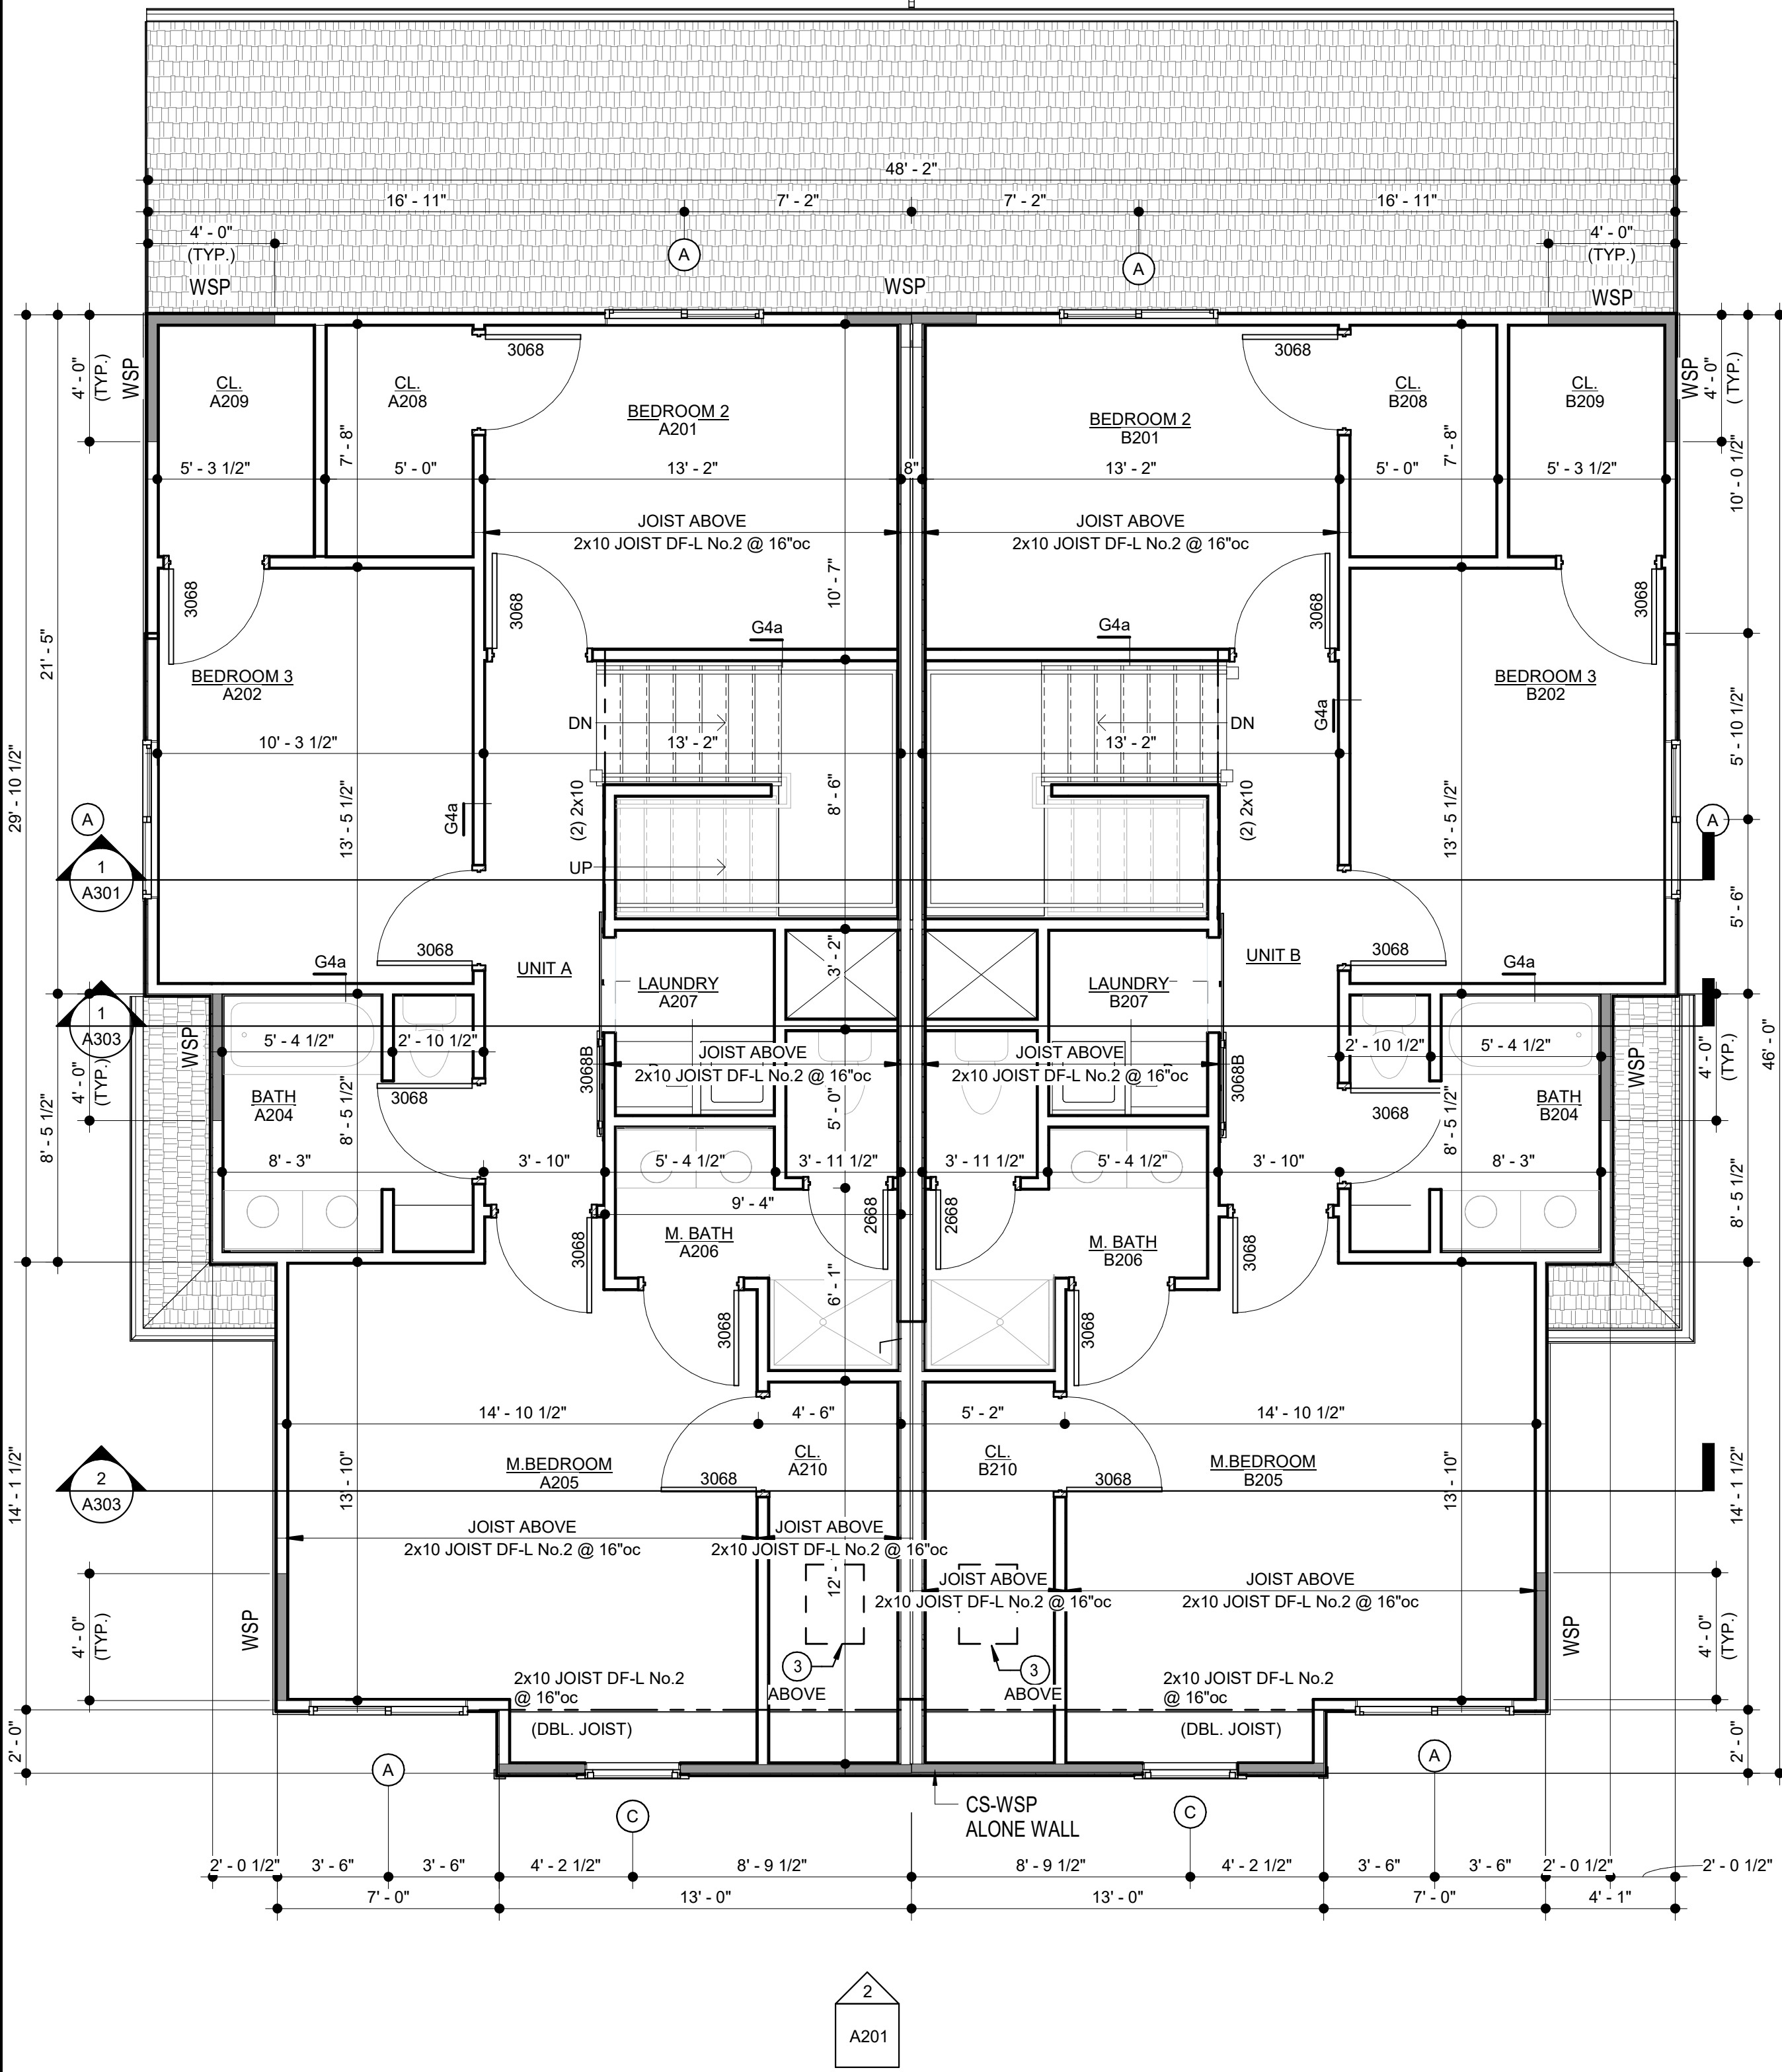 48' - 2"
16' - 11" 7' - 2" 7' - 2" 16' - 11"
4' - 0" 4' - 0"
(TYP.) A A (TYP.)
WSP WSP WSP
3068 3068
4' - 0" (TYP.) WSP
WSP 4' - 0" ( TYP.)
CL. CL. CL. CL.
A209 A208 B208 B209
BEDROOM 2 BEDROOM 2
A201 B201
7' - 8" 7' - 8"
5' - 3 1/2" 5' - 0" 13' - 2" 8" 13' - 2" 5' - 0" 5' - 3 1/2"
10' - 0 1/2"
JOIST ABOVE JOIST ABOVE
2x10 JOIST DF-L No.2 @ 16"oc 2x10 JOIST DF-L No.2 @ 16"oc
3068 3068 10' - 7" 3068 3068
21' - 5"
G4a G4a
BEDROOM 3 BEDROOM 3
A202 B202
DN DN
G4a
10' - 3 1/2" 13' - 2" 13' - 2"
5' - 10 1/2"
29' - 10 1/2"
13' - 5 1/2" G4a (2) 2x10 8' - 6" (2) 2x10 13' - 5 1/2"
A A
UP
1
A301
5' - 6"
3068 3068
G4a UNIT A UNIT B G4a
3' - 2"
LAUNDRY LAUNDRY
A207 B207
1
A303
WSP WSP
5' - 4 1/2" 2' - 10 1/2" 2' - 10 1/2" 5' - 4 1/2"
JOIST ABOVE JOIST ABOVE
2x10 JOIST DF-L No.2 @ 16"oc 2x10 JOIST DF-L No.2 @ 16"oc
3068B 3068B
4' - 0" (TYP.) 4' - 0" (TYP.)
46' - 0"
BATH 3068 3068 BATH
A204 B204
8' - 5 1/2" 8' - 5 1/2" 5' - 0" 8' - 5 1/2" 8' - 5 1/2"
8' - 3" 3' - 10" 5' - 4 1/2" 3' - 11 1/2" 3' - 11 1/2" 5' - 4 1/2" 3' - 10" 8' - 3"
9' - 4"
2668 2668
M. BATH M. BATH
A206 B206
3068 3068
6' - 1"
3068 3068
14' - 10 1/2" 4' - 6" 5' - 2" 14' - 10 1/2"
CL. CL.
A210 B210
M.BEDROOM M.BEDROOM
A205 B205
3068 3068
2
A303
14' - 1 1/2" 13' - 10" 13' - 10" 14' - 1 1/2"
JOIST ABOVE JOIST ABOVE
2x10 JOIST DF-L No.2 @ 16"oc 2x10 JOIST DF-L No.2 @ 16"oc
12' -
JOIST ABOVE JOIST ABOVE
2x10 JOIST DF-L No.2 @ 16"oc 2x10 JOIST DF-L No.2 @ 16"oc
4' - 0" (TYP.) WSP WSP 4' - 0" (TYP.)
3 3
ABOVE ABOVE
2x10 JOIST DF-L No.2 2x10 JOIST DF-L No.2
@ 16"oc @ 16"oc
(DBL. JOIST) (DBL. JOIST)
2' - 0" 2' - 0"
A A
C C
CS-WSP
ALONE WALL
2' - 0 1/2" 3' - 6" 3' - 6" 4' - 2 1/2" 8' - 9 1/2" 8' - 9 1/2" 4' - 2 1/2" 3' - 6" 3' - 6" 2' - 0 1/2" 2' - 0 1/2"
7' - 0" 13' - 0" 13' - 0" 7' - 0" 4' - 1"
2
A201